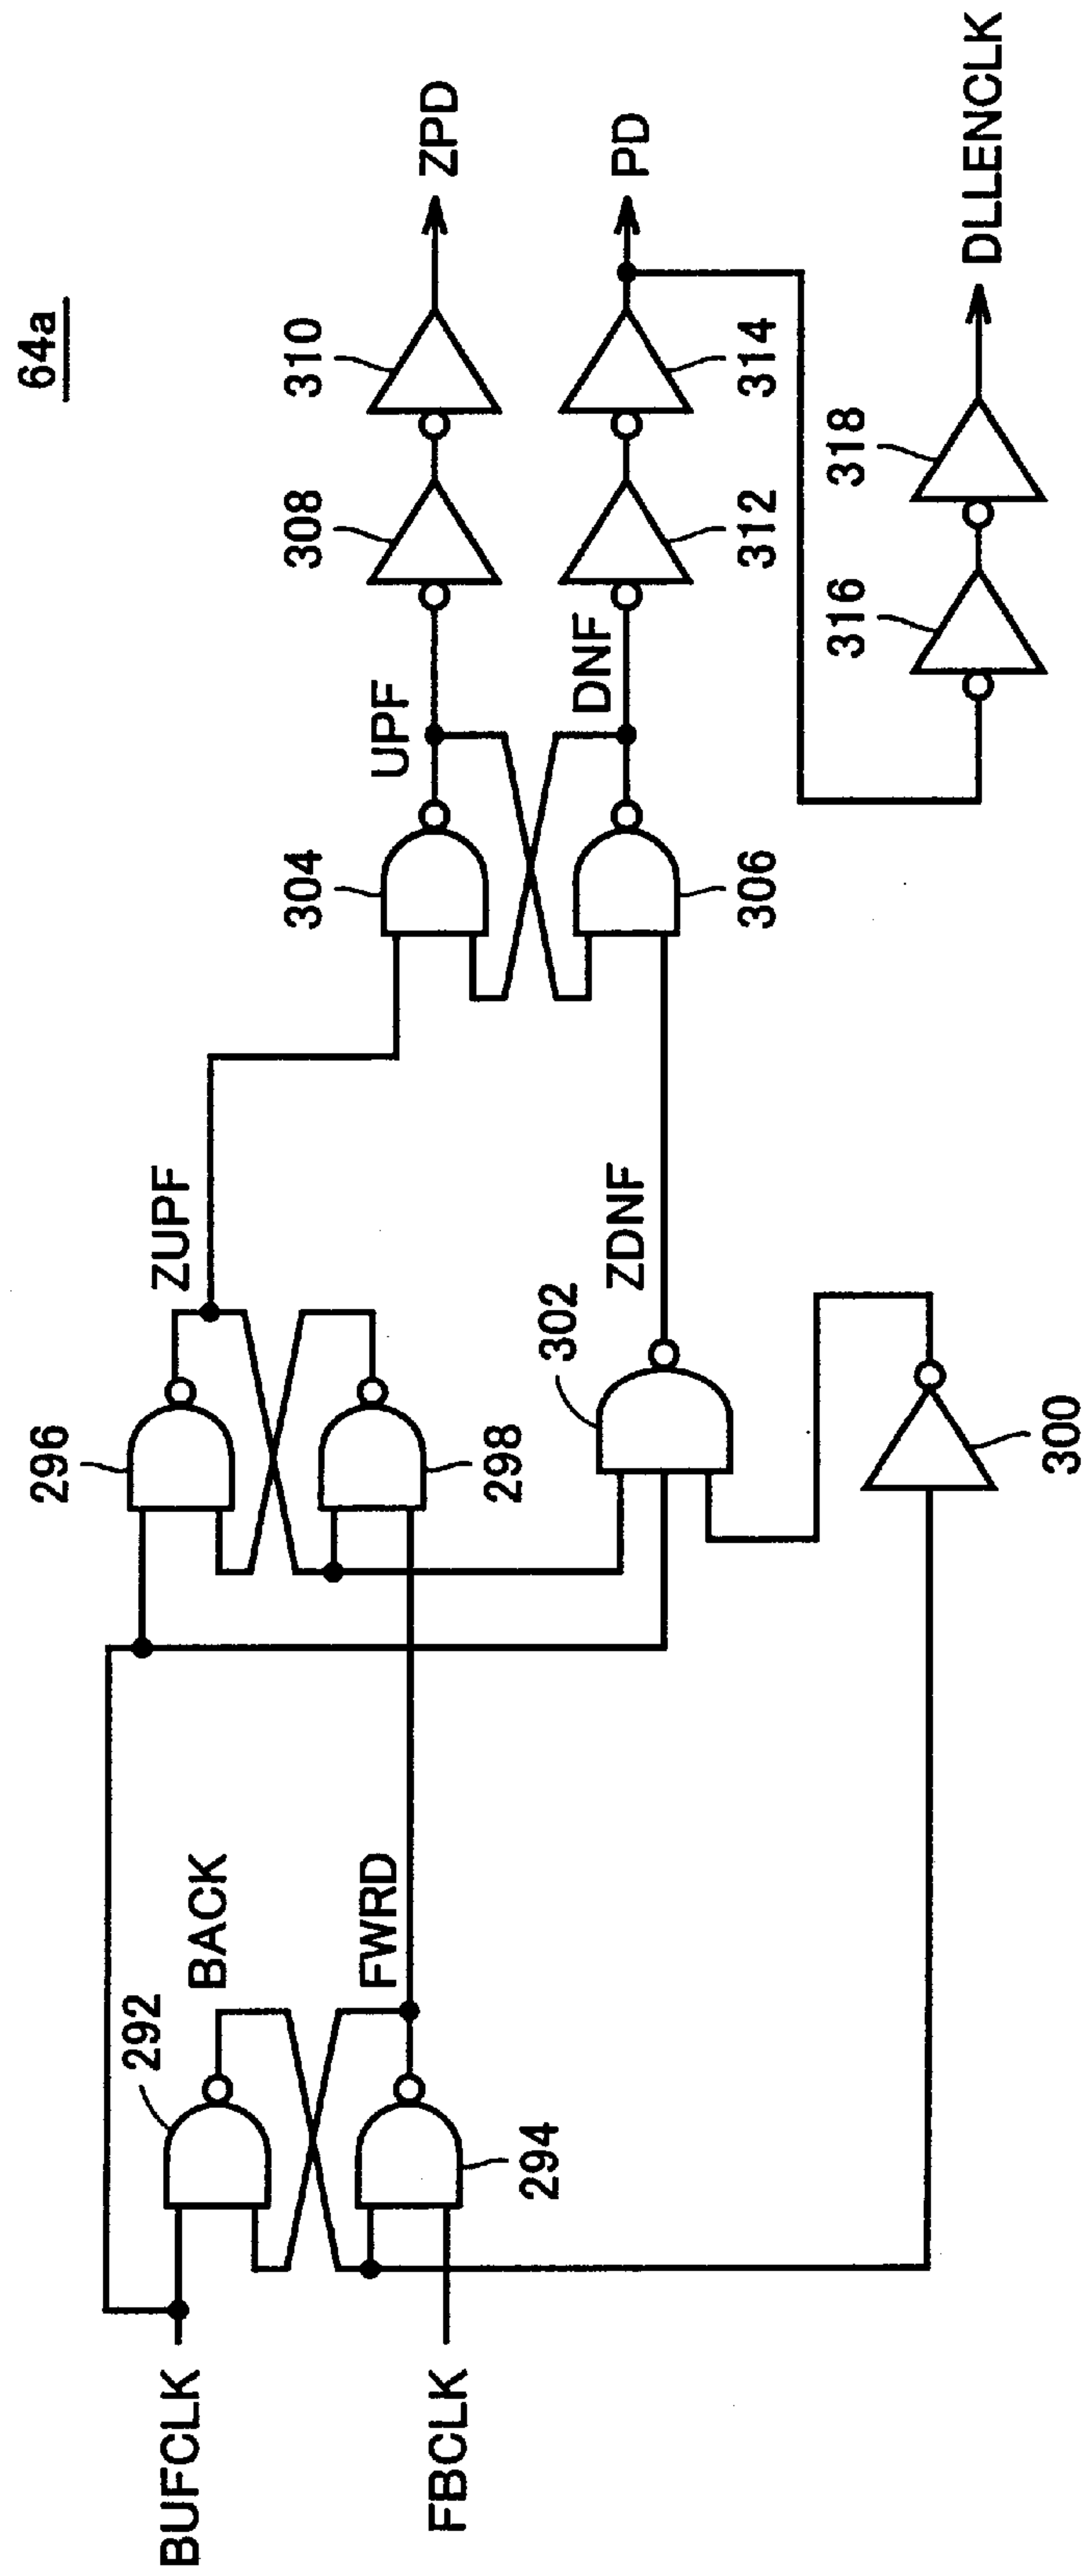 64a
BUFCLK
FBCLK
292
BACK
294
FWRD
296
298
ZUPF
302
ZDNF
300
304
UPF
306
DNF
308
310
ZPD
312
314
PD
316
318
DLLENCLK